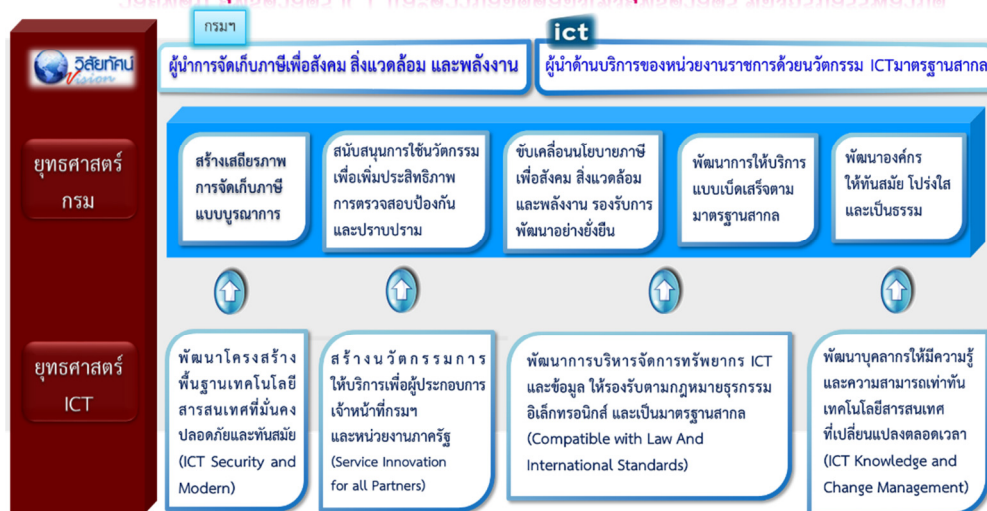 กรมฯ
ict
วิสัยทัศน์
Vision
ผู้นำการจัดเก็บภาษีเพื่อสังคม สิ่งแวดล้อม และพลังงาน
ผู้นำด้านบริการของหน่วยงานราชการด้วยนวัตกรรม ICTมาตรฐานสากล
ยุทธศาสตร์
กรม
สร้างเสถียรภาพ
การจัดเก็บภาษี
แบบบูรณาการ
สนับสนุนการใช้นวัตกรรม
เพื่อเพิ่มประสิทธิภาพ
การตรวจสอบป้องกัน
และปราบปราม
ขับเคลื่อนนโยบายภาษี
เพื่อสังคม สิ่งแวดล้อม
และพลังงาน รองรับการ
พัฒนาอย่างยั่งยืน
พัฒนาการให้บริการ
แบบเบ็ดเสร็จตาม
มาตรฐานสากล
พัฒนาองค์กร
ให้ทันสมัย โปร่งใส
และเป็นธรรม
ยุทธศาสตร์
ICT
พัฒนาโครงสร้าง
พื้นฐานเทคโนโลยี
สารสนเทศที่มั่นคง
ปลอดภัยและทันสมัย
(ICT Security and
Modern)
สร้างนวัตกรรมการ
ให้บริการเพื่อผู้ประกอบการ
เจ้าหน้าที่กรมฯ
และหน่วยงานภาครัฐ
(Service Innovation
for all Partners)
พัฒนาการบริหารจัดการทรัพยากร ICT
และข้อมูล ให้รองรับตามกฎหมายธุรกรรม
อิเล็กทรอนิกส์ และเป็นมาตรฐานสากล
(Compatible with Law And
International Standards)
พัฒนาบุคลากรให้มีความรู้
และความสามารถเท่าทัน
เทคโนโลยีสารสนเทศ
ที่เปลี่ยนแปลงตลอดเวลา
(ICT Knowledge and
Change Management)